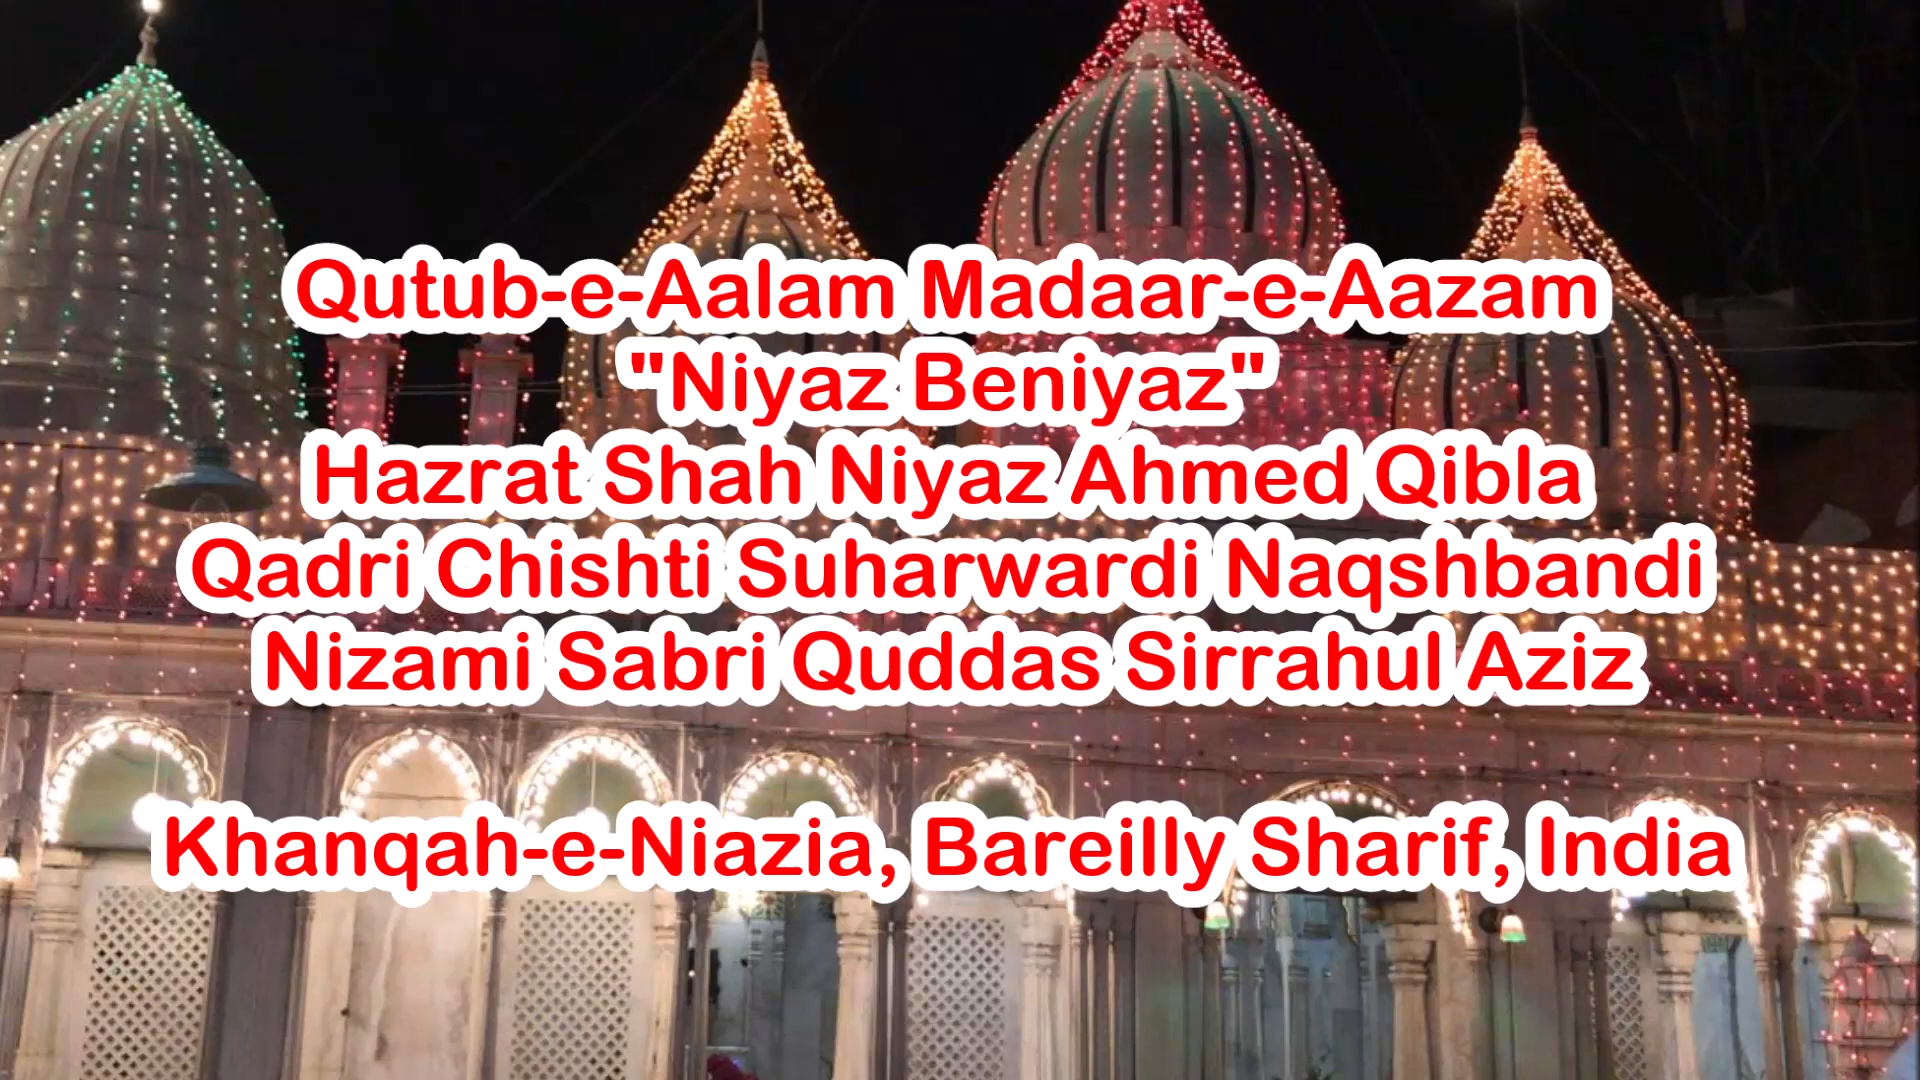 Qutub-e-Aalam Madaar-e-Aazam
"Niyaz Beniyaz"
Hazrat Shah Niyaz Ahmed Qibla
Qadri Chishti Suharwardi Naqshbandi
Nizami Sabri Quddas Sirrahul Aziz
Khanqah-e-Niazia, Bareilly Sharif, India